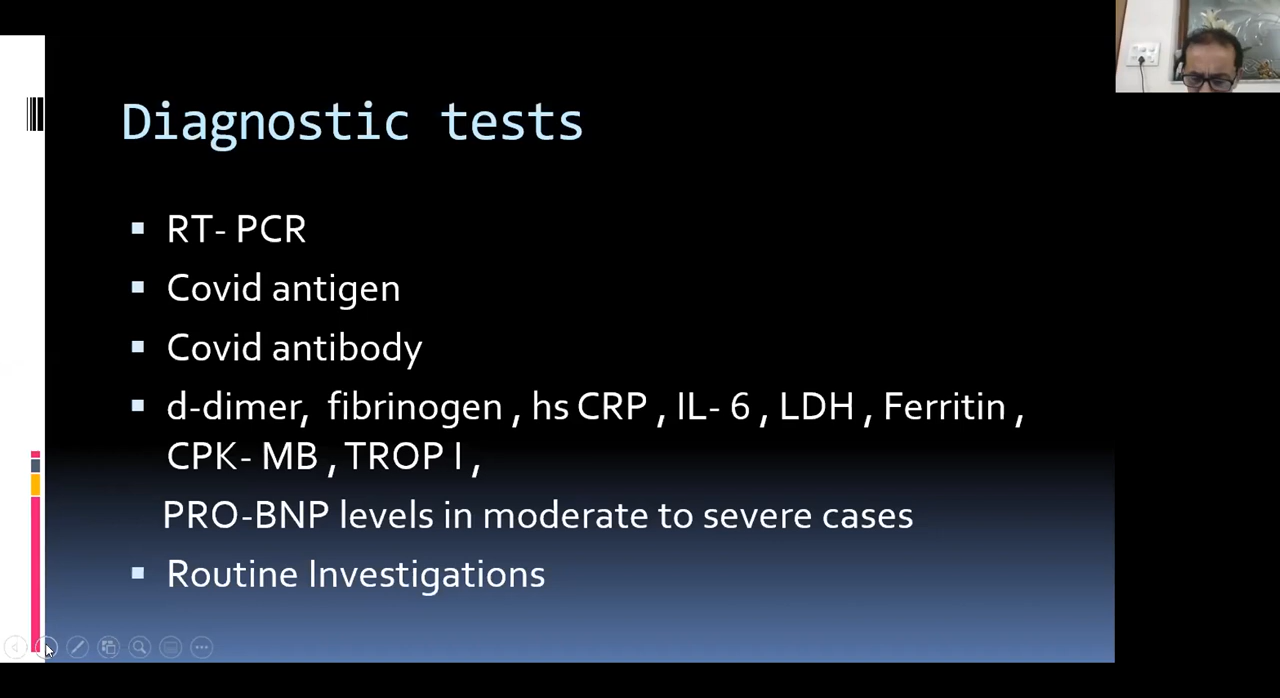 Diagnostic tests
RT- PCR
Covid antigen
Covid antibody
d-dimer, fibrinogen , hs CRP , IL- 6 , LDH , Ferritin ,
CPK- MB , TROP I ,
PRO-BNP levels in moderate to severe cases
Routine Investigations